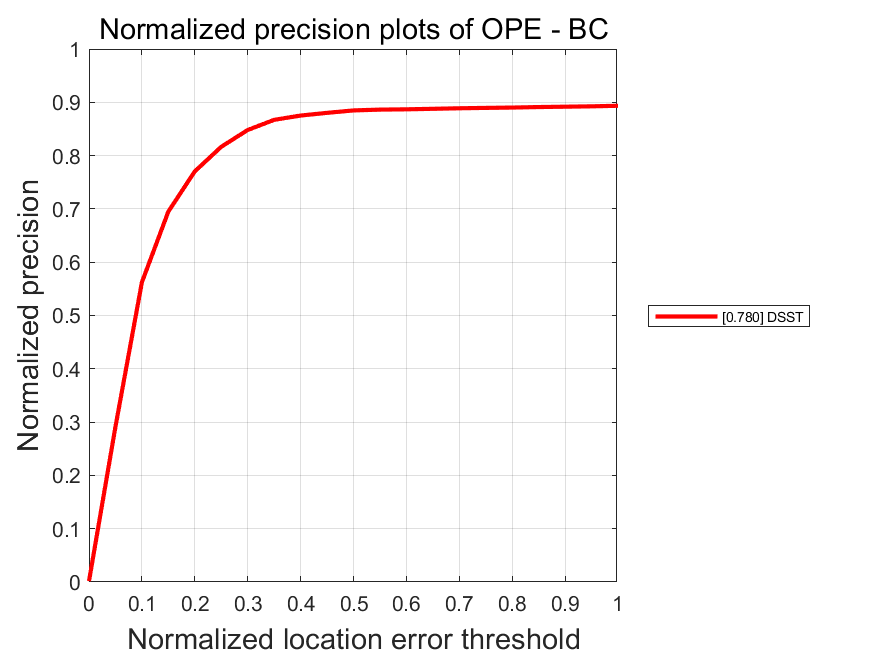 Normalized precision plots of OPE - BC
1
0.9
0.8
0.7
0.6
0.5
0.4
0.3
0.2
0.1
0
Normalized precision
0 0.1 0.2 0.3 0.4 0.5 0.6 0.7 0.8 0.9 1
Normalized location error threshold
[0.780] DSST